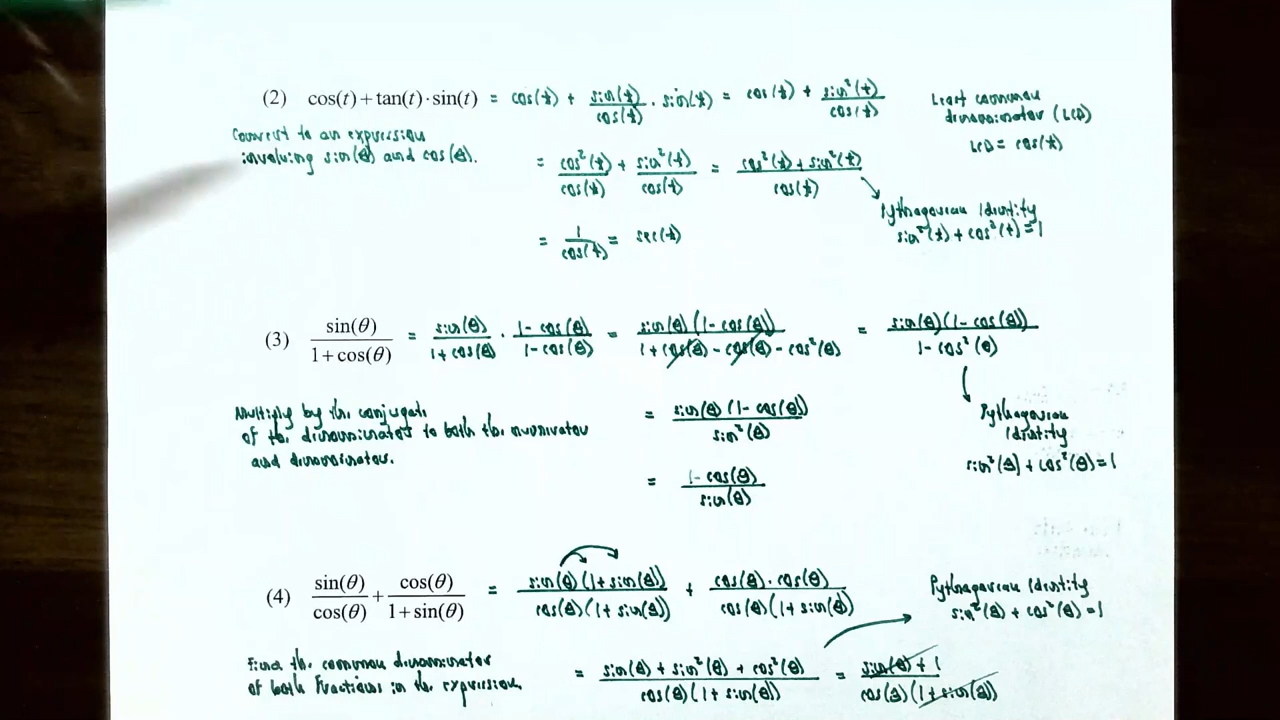 (2) cos(t) + tan(t)·sin(t) = cos(t) + sin(t)/cos(t) · sin(t) = cos(t) + sin²(t)/cos(t)
Least common
denominator (LCD)
LCD = cos(t)
Convert to an expression
involving sin(θ) and cos(θ).
= cos²(t)/cos(t) + sin²(t)/cos(t) = (cos²(t) + sin²(t))/cos(t)
Pythagorean Identity
sin²(t) + cos²(t) = 1
= 1/cos(t) = sec(t)
(3) sin(θ)/(1 + cos(θ)) = sin(θ)/(1 + cos(θ)) · (1 - cos(θ))/(1 - cos(θ)) = sin(θ)(1 - cos(θ))/(1 + cos(θ) - cos(θ) - cos²(θ)) = sin(θ)(1 - cos(θ))/(1 - cos²(θ))
Multiply by the conjugate
of the denominator to both the numerator
and denominator.
= sin(θ)(1 - cos(θ))/sin²(θ)
Pythagorean
Identity
sin²(θ) + cos²(θ) = 1
= (1 - cos(θ))/sin(θ)
(4) sin(θ)/cos(θ) + cos(θ)/(1 + sin(θ)) = sin(θ)(1 + sin(θ))/(cos(θ)(1 + sin(θ))) + cos(θ)·cos(θ)/(cos(θ)(1 + sin(θ)))
Pythagorean Identity
sin²(θ) + cos²(θ) = 1
Find the common denominator
of both fractions in the expression.
= (sin(θ) + sin²(θ) + cos²(θ))/(cos(θ)(1 + sin(θ))) = (sin(θ) + 1)/(cos(θ)(1 + sin(θ)))